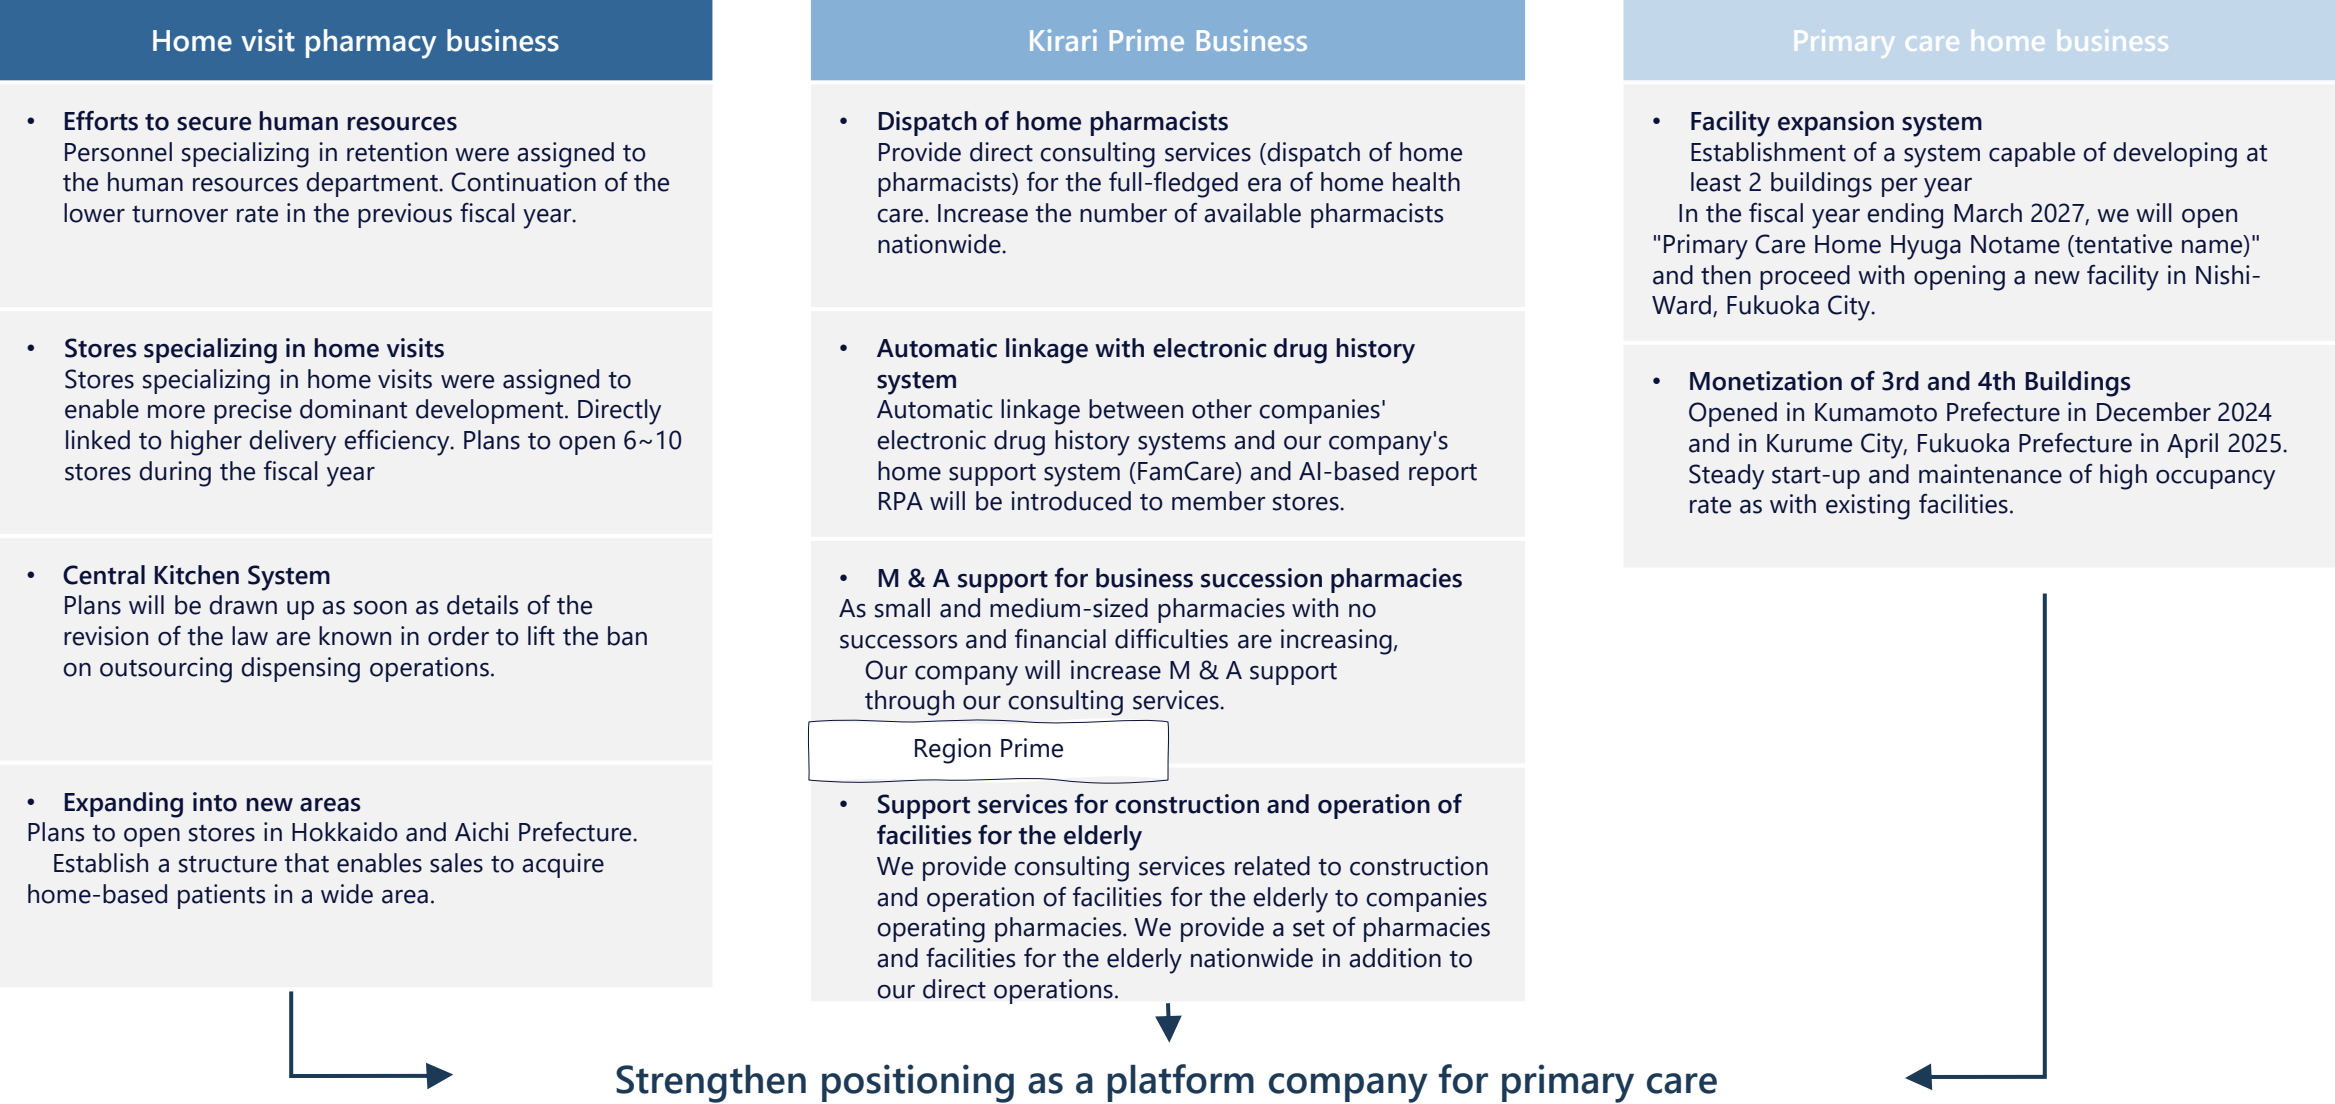 Home visit pharmacy business
• Efforts to secure human resources
Personnel specializing in retention were assigned to
the human resources department. Continuation of the
lower turnover rate in the previous fiscal year.
• Stores specializing in home visits
Stores specializing in home visits were assigned to
enable more precise dominant development. Directly
linked to higher delivery efficiency. Plans to open 6~10
stores during the fiscal year
• Central Kitchen System
Plans will be drawn up as soon as details of the
revision of the law are known in order to lift the ban
on outsourcing dispensing operations.
• Expanding into new areas
Plans to open stores in Hokkaido and Aichi Prefecture.
Establish a structure that enables sales to acquire
home-based patients in a wide area.
Kirari Prime Business
• Dispatch of home pharmacists
Provide direct consulting services (dispatch of home
pharmacists) for the full-fledged era of home health
care. Increase the number of available pharmacists
nationwide.
• Automatic linkage with electronic drug history
system
Automatic linkage between other companies'
electronic drug history systems and our company's
home support system (FamCare) and AI-based report
RPA will be introduced to member stores.
• M & A support for business succession pharmacies
As small and medium-sized pharmacies with no
successors and financial difficulties are increasing,
Our company will increase M & A support
through our consulting services.
Region Prime
• Support services for construction and operation of
facilities for the elderly
We provide consulting services related to construction
and operation of facilities for the elderly to companies
operating pharmacies. We provide a set of pharmacies
and facilities for the elderly nationwide in addition to
our direct operations.
Primary care home business
• Facility expansion system
Establishment of a system capable of developing at
least 2 buildings per year
In the fiscal year ending March 2027, we will open
"Primary Care Home Hyuga Notame (tentative name)"
and then proceed with opening a new facility in Nishi-
Ward, Fukuoka City.
• Monetization of 3rd and 4th Buildings
Opened in Kumamoto Prefecture in December 2024
and in Kurume City, Fukuoka Prefecture in April 2025.
Steady start-up and maintenance of high occupancy
rate as with existing facilities.
Strengthen positioning as a platform company for primary care